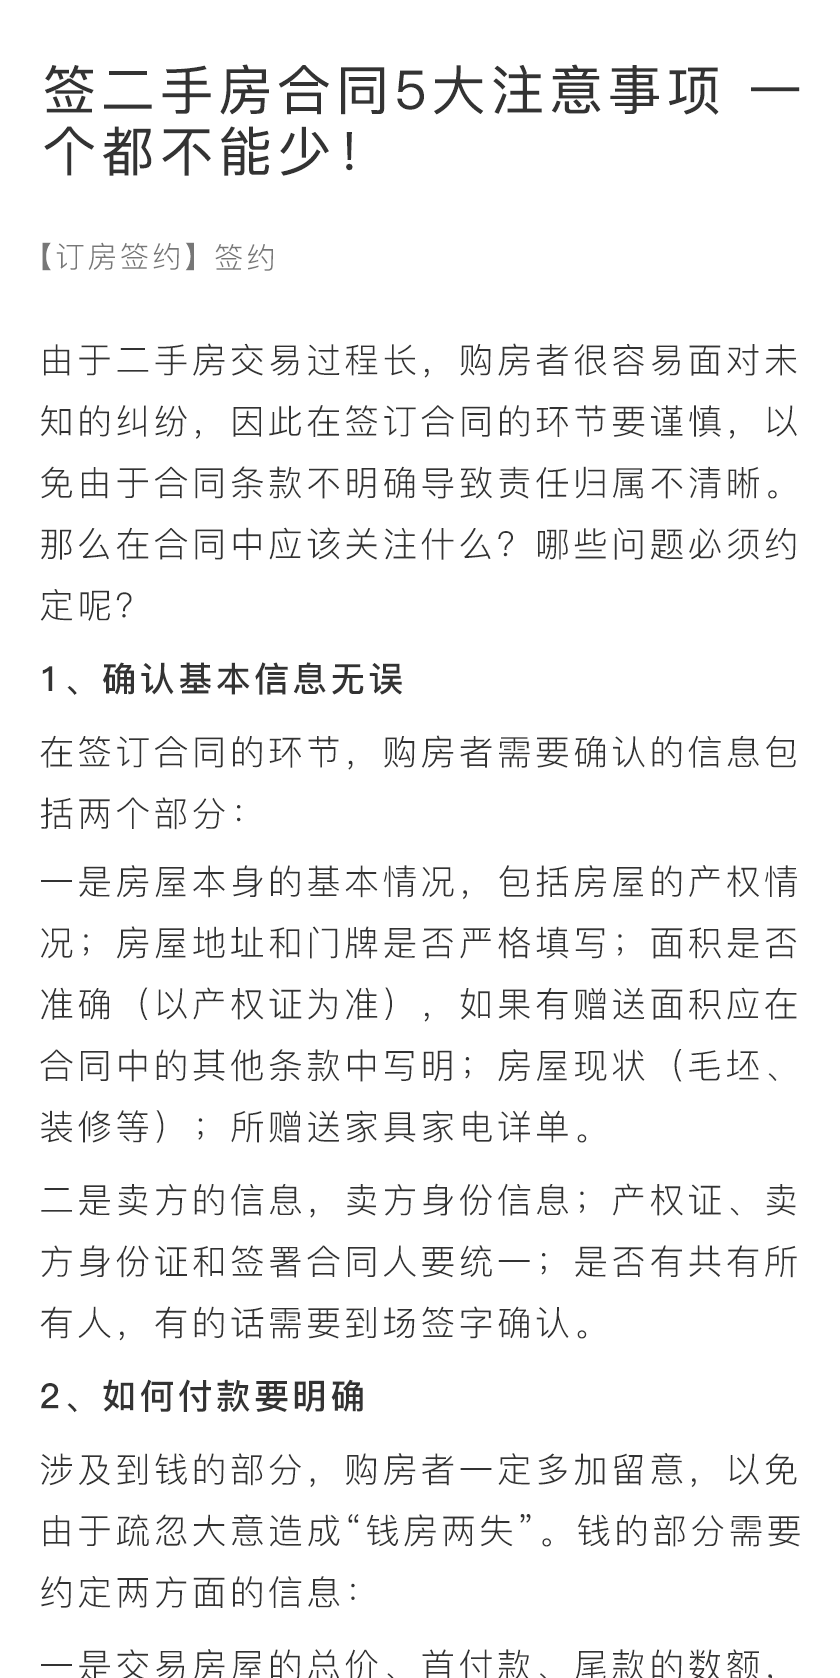 签二手房合同5大注意事项 一
个都不能少！
【订房签约】签约
由于二手房交易过程长，购房者很容易面对未
知的纠纷，因此在签订合同的环节要谨慎，以
免由于合同条款不明确导致责任归属不清晰。
那么在合同中应该关注什么？哪些问题必须约
定呢？
1、确认基本信息无误
在签订合同的环节，购房者需要确认的信息包
括两个部分：
一是房屋本身的基本情况，包括房屋的产权情
况；房屋地址和门牌是否严格填写；面积是否
准确（以产权证为准），如果有赠送面积应在
合同中的其他条款中写明；房屋现状（毛坯、
装修等）；所赠送家具家电详单。
二是卖方的信息，卖方身份信息；产权证、卖
方身份证和签署合同人要统一；是否有共有所
有人，有的话需要到场签字确认。
2、如何付款要明确
涉及到钱的部分，购房者一定多加留意，以免
由于疏忽大意造成“钱房两失”。钱的部分需要
约定两方面的信息：
一是交易房屋的总价、首付款、尾款的数额，